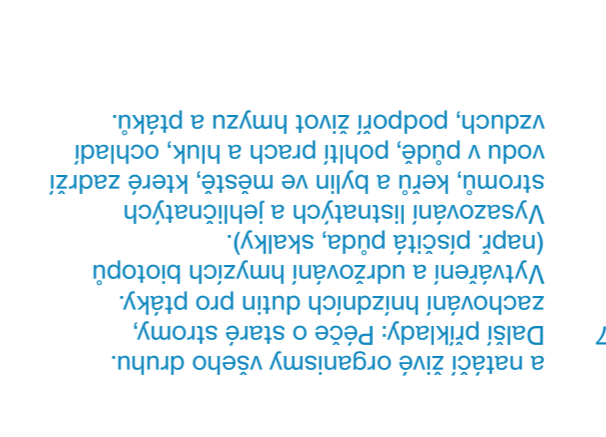 a natáčí živé organismy všeho druhu.
7
Další příklady: Péče o staré stromy,
zachování hnízdních dutin pro ptáky.
Vytváření a udržování hmyzích biotopů
(např. písčitá půda, skalky).
Vysazování listnatých a jehličnatých
stromů, keřů a bylin ve městě, které zadrží
vodu v půdě, pohltí prach a hluk, ochladí
vzduch, podpoří život hmyzu a ptáků.